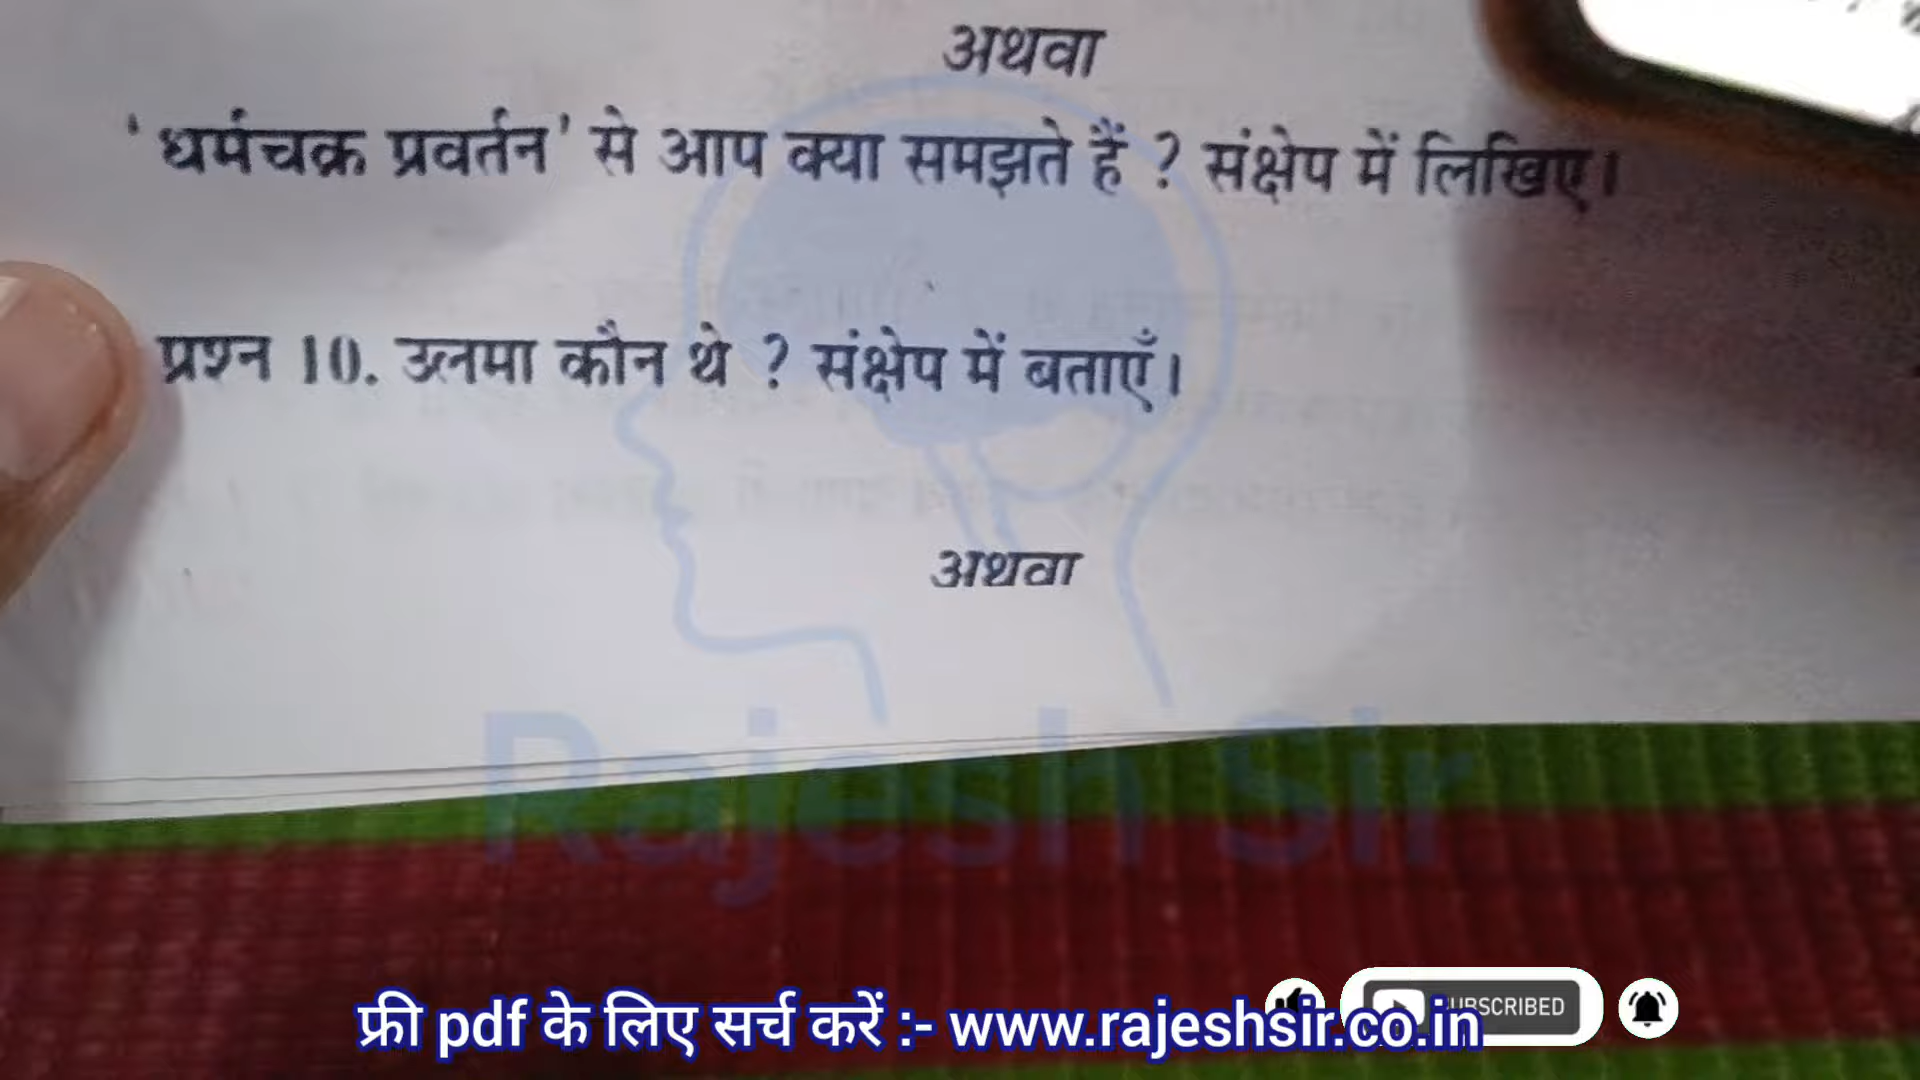 अथवा
' धर्मचक्र प्रवर्तन' से आप क्या समझते हैं ? संक्षेप में लिखिए।
प्रश्न 10. उलमा कौन थे ? संक्षेप में बताएँ।
अथवा
Rajesh Sir
फ्री pdf के लिए सर्च करें :- www.rajeshsir.co.in
SUBSCRIBED